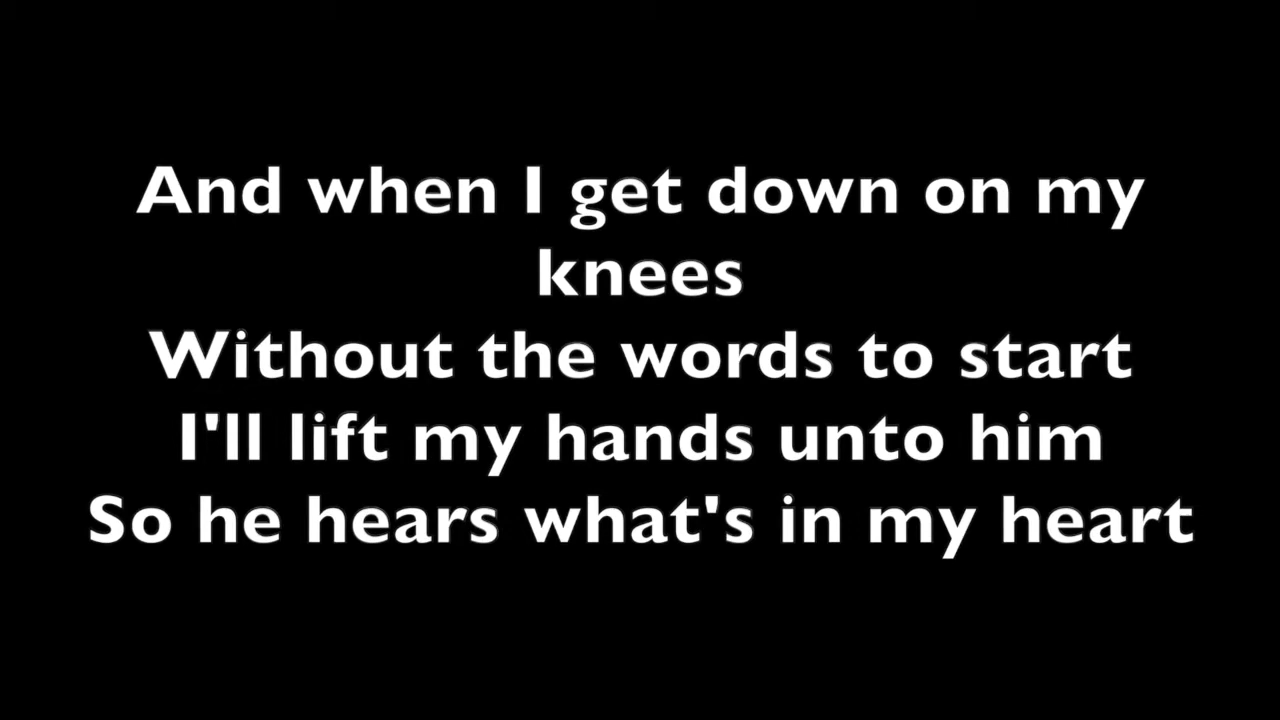 And when I get down on my
knees
Without the words to start
I'll lift my hands unto him
So he hears what's in my heart